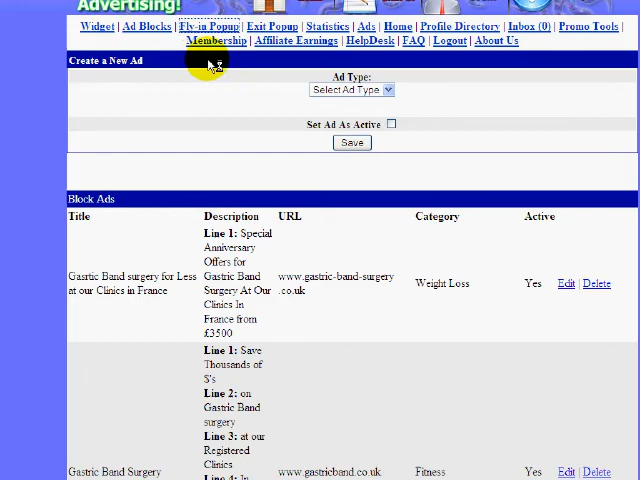 Advertising!
Widget | Ad Blocks | Fly-in Popup | Exit Popup | Statistics | Ads | Home | Profile Directory | Inbox (0) | Promo Tools |
Membership | Affiliate Earnings | HelpDesk | FAQ | Logout | About Us
Create a New Ad
Ad Type:
Select Ad Type
Set Ad As Active
Save
Block Ads
Title Description URL Category Active
Line 1: Special
Anniversary
Offers for
Gasrtic Band surgery for Less Gastric Band www.gastric-band-surgery Weight Loss Yes Edit | Delete
at our Clinics in France Surgery At Our .co.uk
Clinics In
France from
£3500
Line 1: Save
Thousands of
$'s
Line 2: on
Gastric Band
surgery
Line 3: at our
Registered
Clinics
Gastric Band Surgery Line 4: In www.gastricband.co.uk Fitness Yes Edit | Delete